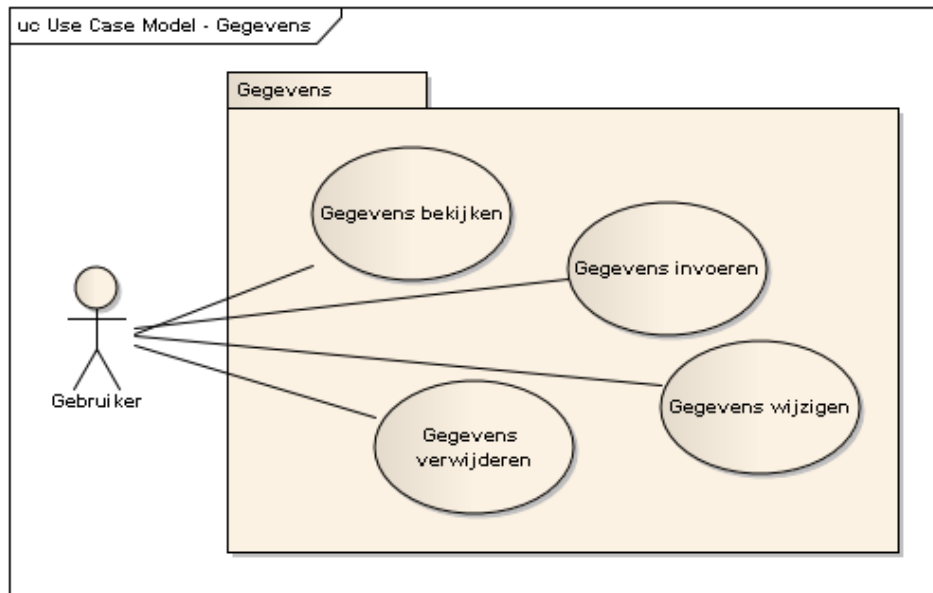 uc Use Case Model - Gegevens
Gegevens
Gegevens bekijken
Gegevens invoeren
Gebruiker
Gegevens wijzigen
Gegevens
verwijderen